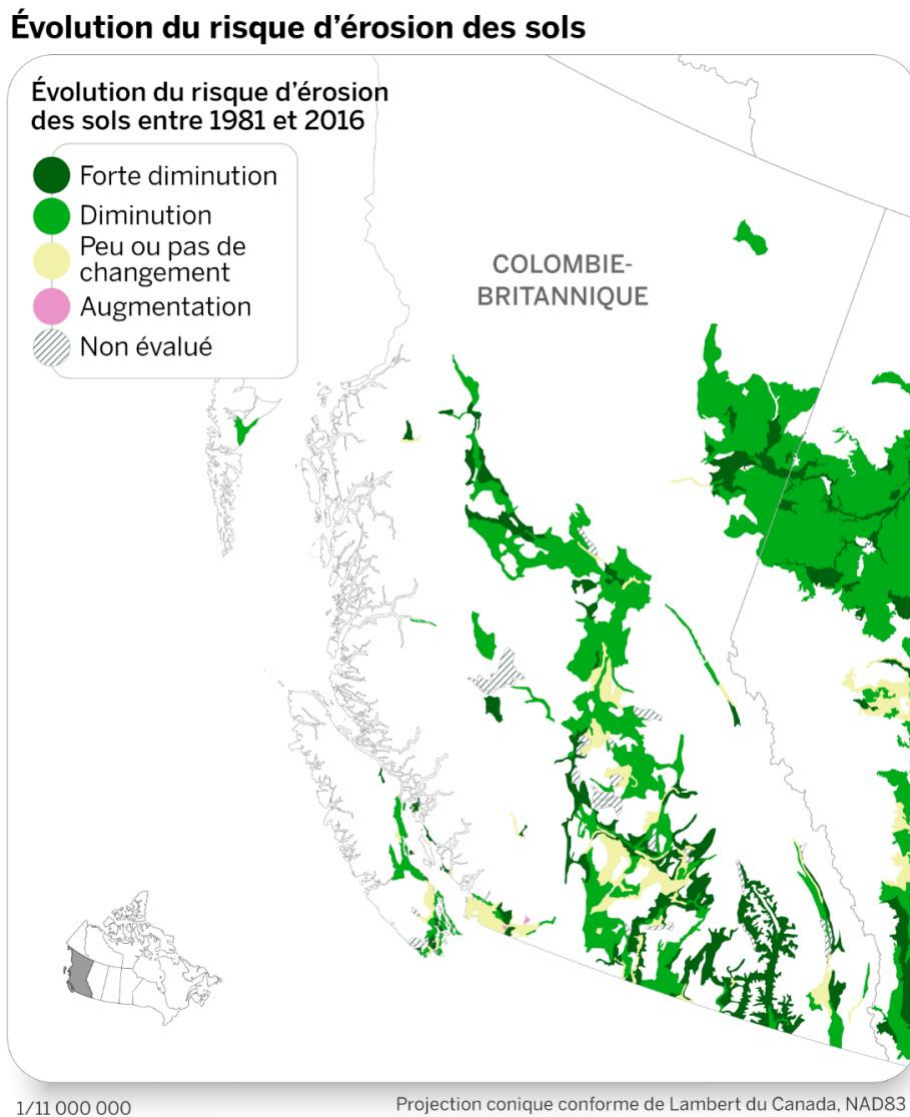 Évolution du risque d'érosion des sols
Évolution du risque d'érosion
des sols entre 1981 et 2016
Forte diminution
Diminution
Peu ou pas de
changement
Augmentation
Non évalué
COLOMBIE-
BRITANNIQUE
1/11 000 000
Projection conique conforme de Lambert du Canada, NAD83